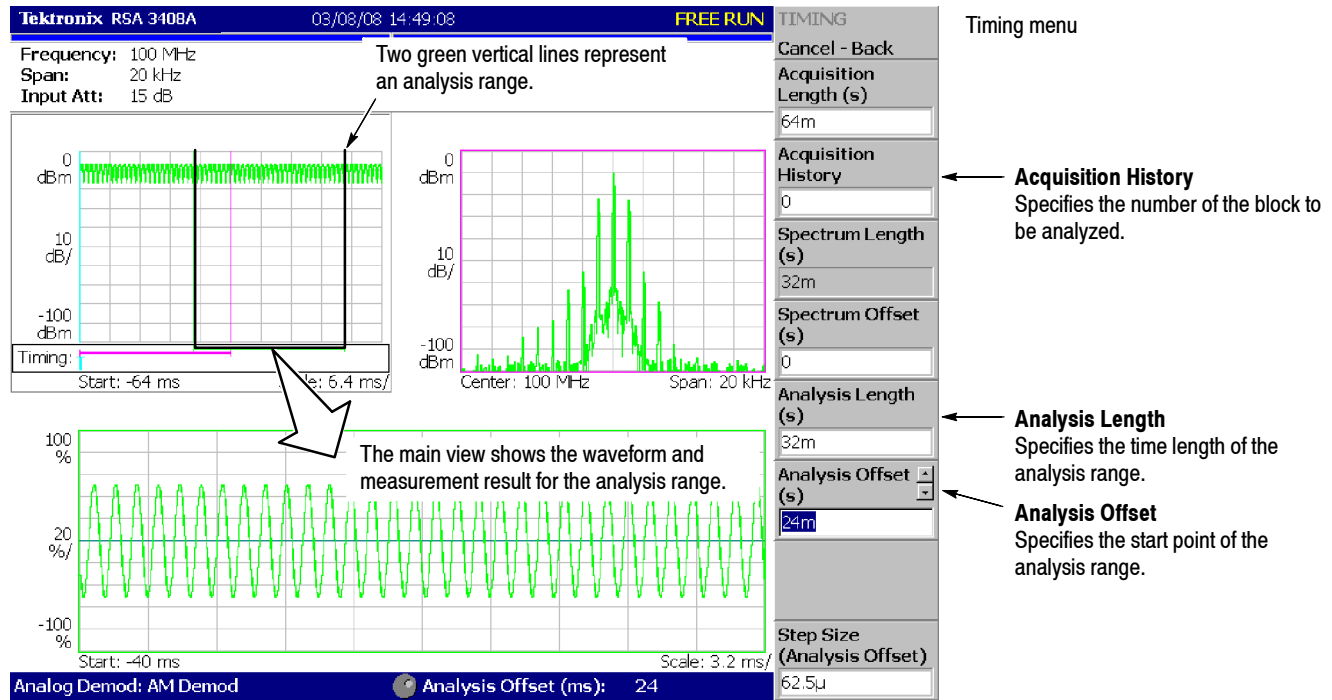 Tektronix RSA 3408A 03/08/08 14:49:08 FREE RUN
Frequency: 100 MHz
Span: 20 kHz
Input Att: 15 dB
Two green vertical lines represent
an analysis range.
0
dBm
10
dB/
-100
dBm
Timing:
Start: -64 ms
6.4 ms/
0
dBm
10
dB/
-100
dBm
Center: 100 MHz Span: 20 kHz
100
%
20
%/
-100
%
The main view shows the waveform and
measurement result for the analysis range.
Start: -40 ms Scale: 3.2 ms/
Analog Demod: AM Demod Analysis Offset (ms): 24
TIMING
Cancel - Back
Acquisition
Length (s)
64m
Acquisition
History
0
Spectrum Length
(s)
32m
Spectrum Offset
(s)
0
Analysis Length
(s)
32m
Analysis Offset
(s)
24m
Step Size
(Analysis Offset)
62.5µ
Timing menu
Acquisition History
Specifies the number of the block to
be analyzed.
Analysis Length
Specifies the time length of the
analysis range.
Analysis Offset
Specifies the start point of the
analysis range.